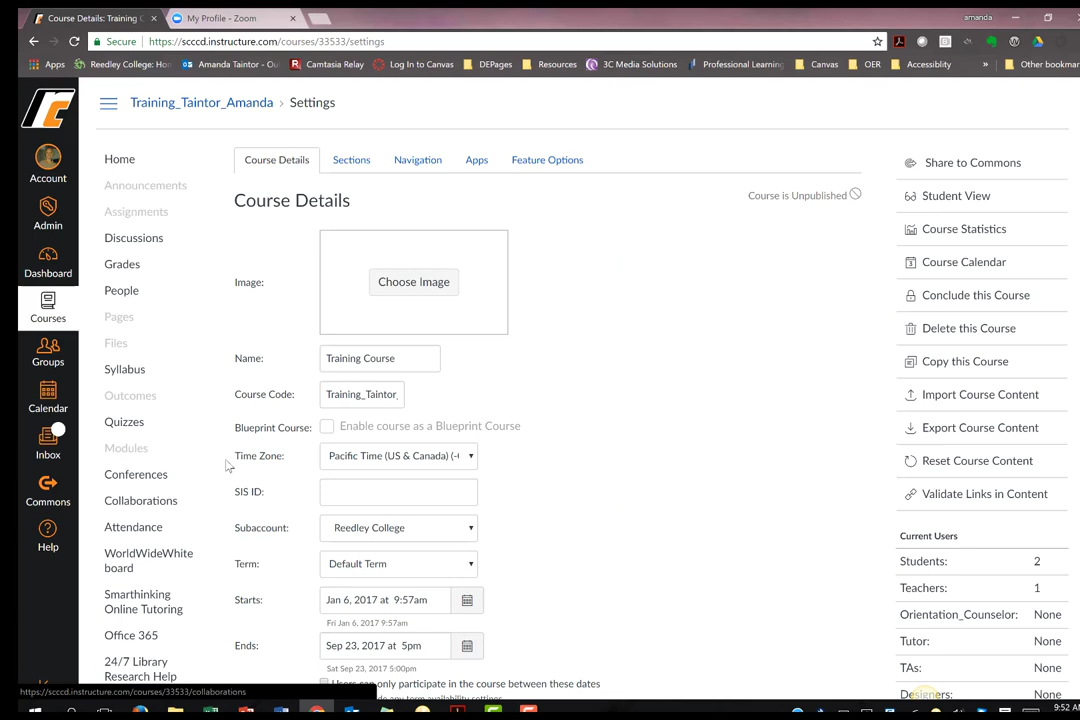 Course Details: Training C
My Profile - Zoom
amanda
Secure
https://scccd.instructure.com/courses/33533/settings
Apps
Reedley College: Ho
Amanda Taintor - Ou
Camtasia Relay
Log In to Canvas
DEPages
Resources
3C Media Solutions
Professional Learning
Canvas
OER
Accessiblity
»
Other bookmar
Training_Taintor_Amanda
Settings
Account
Admin
Dashboard
Courses
Groups
Calendar
Inbox
Commons
Help
Home
Announcements
Assignments
Discussions
Grades
People
Pages
Files
Syllabus
Outcomes
Quizzes
Modules
Conferences
Collaborations
Attendance
WorldWideWhite
board
Smarthinking
Online Tutoring
Office 365
24/7 Library
Research Help
Course Details
Sections
Navigation
Apps
Feature Options
Course Details
Course is Unpublished
Image:
Choose Image
Name:
Training Course
Course Code:
Training_Taintor_
Blueprint Course:
Enable course as a Blueprint Course
Time Zone:
Pacific Time (US & Canada) (-
SIS ID:
Subaccount:
Reedley College
Term:
Default Term
Starts:
Jan 6, 2017 at 9:57am
Fri Jan 6, 2017 9:57am
Ends:
Sep 23, 2017 at 5pm
Sat Sep 23, 2017 5:00pm
Users can only participate in the course between these dates
any term availability settings
Share to Commons
Student View
Course Statistics
Course Calendar
Conclude this Course
Delete this Course
Copy this Course
Import Course Content
Export Course Content
Reset Course Content
Validate Links in Content
Current Users
Students: 2
Teachers: 1
Orientation_Counselor: None
Tutor: None
TAs: None
Designers: None
https://scccd.instructure.com/courses/33533/collaborations
9:52 AM